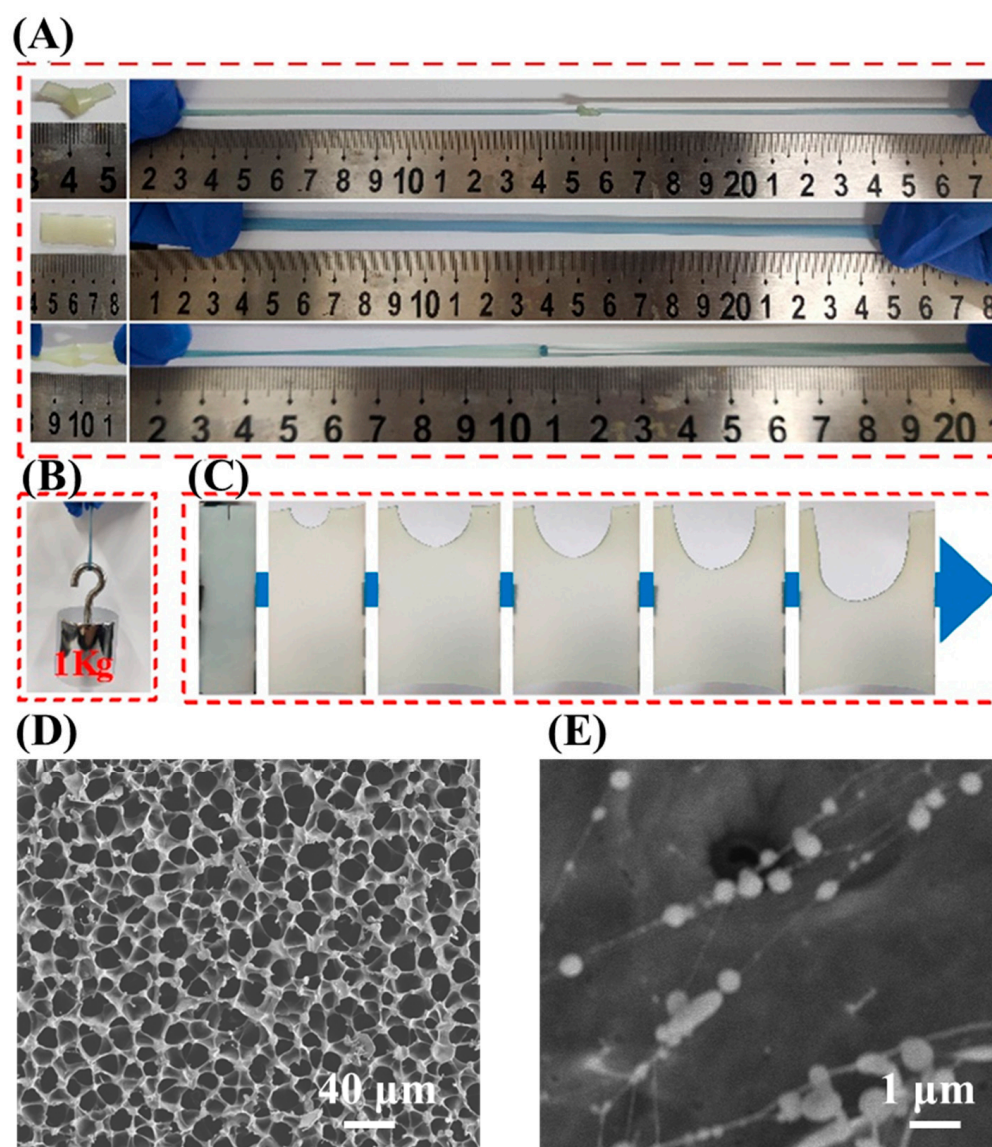 (A)
3 4 5
2 3 4 5 6 7 8 9 10 1 2 3 4 5 6 7 8 9 20 1 2 3 4 5 6 7
4 5 6 7 8
1 2 3 4 5 6 7 8 9 10 1 2 3 4 5 6 7 8 9 20 1 2 3 4 5 6 7 8
9 10 1
2 3 4 5 6 7 8 9 10 1 2 3 4 5 6 7 8 9 20 1
(B)
(C)
1Kg
(D)
(E)
40 μm
1 μm